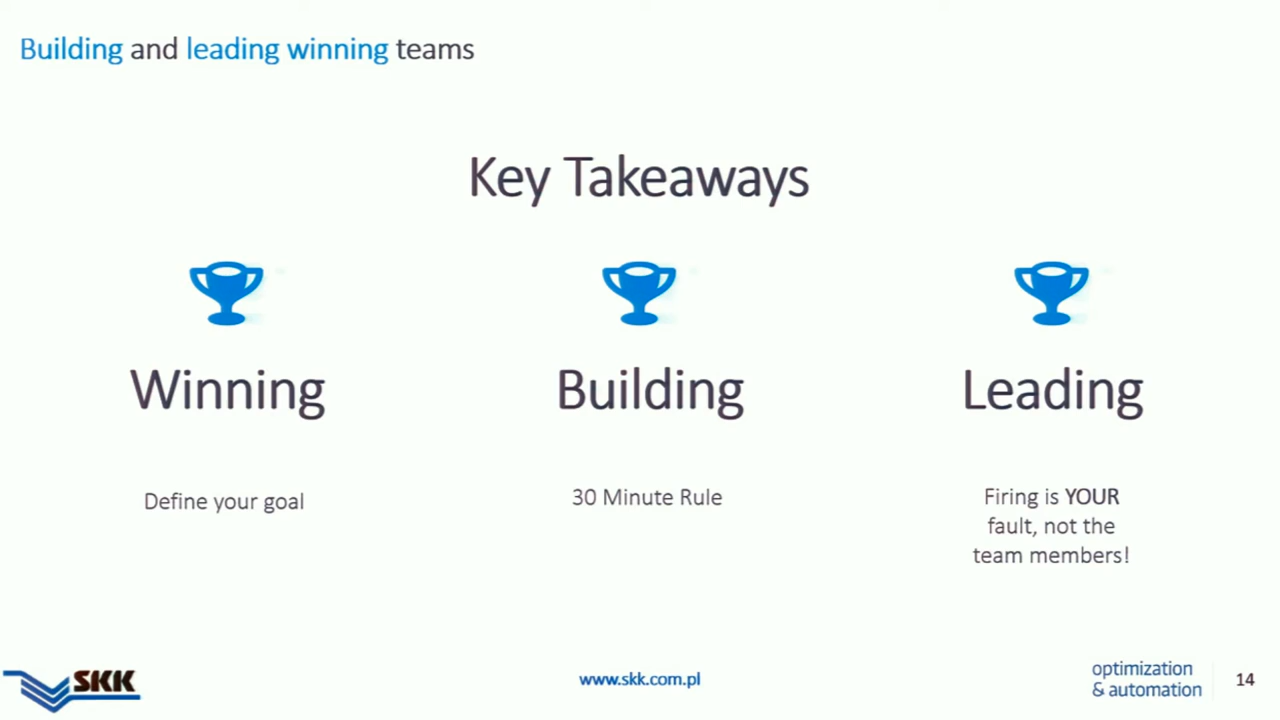 Building and leading winning teams
Key Takeaways
Winning
Building
Leading
Define your goal
30 Minute Rule
Firing is YOUR
fault, not the
team members!
SKK
www.skk.com.pl
optimization
& automation
14